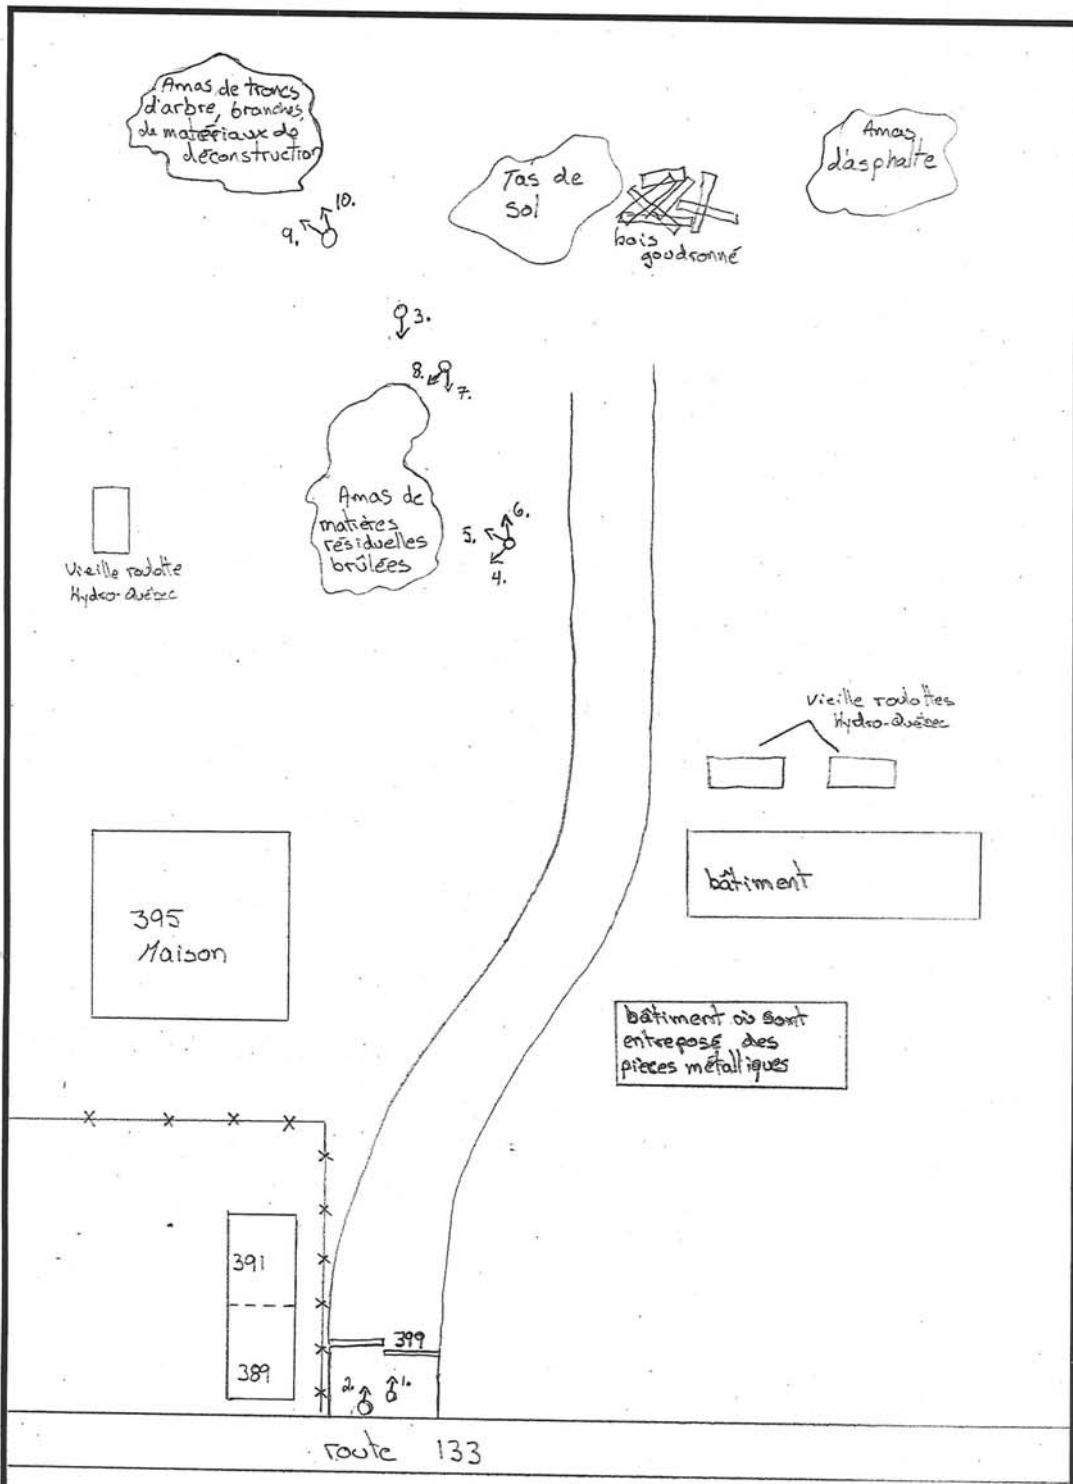 Amas de troncs
d'arbre, branches,
de matériaux de
déconstruction
Tas de
sol
bois
goudronné
Amas
d'asphalte
10.
9.
3.
8.
7.
Amas de
matières
résiduelles
brûlées
6.
5.
4.
Vieille roulotte
Hydro-Québec
Vieille roulottes
Hydro-Québec
bâtiment
395
Maison
bâtiment où sont
entreposé des
pièces métalliques
391
389
399
2.
1.
route 133